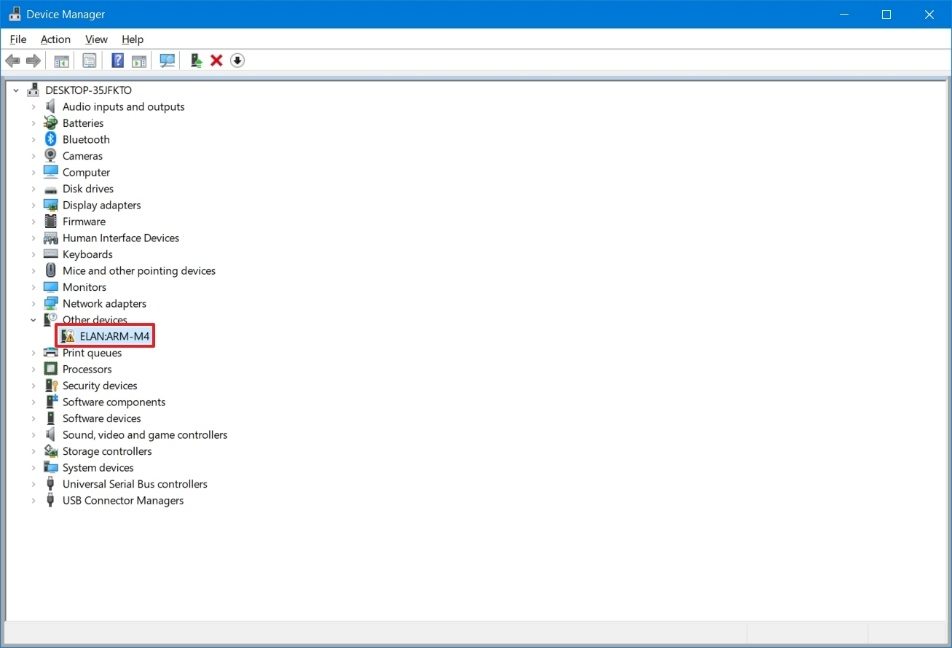 Device Manager
File Action View Help
DESKTOP-35JFKTO
Audio inputs and outputs
Batteries
Bluetooth
Cameras
Computer
Disk drives
Display adapters
Firmware
Human Interface Devices
Keyboards
Mice and other pointing devices
Monitors
Network adapters
Other devices
ELAN:ARM-M4
Print queues
Processors
Security devices
Software components
Software devices
Sound, video and game controllers
Storage controllers
System devices
Universal Serial Bus controllers
USB Connector Managers